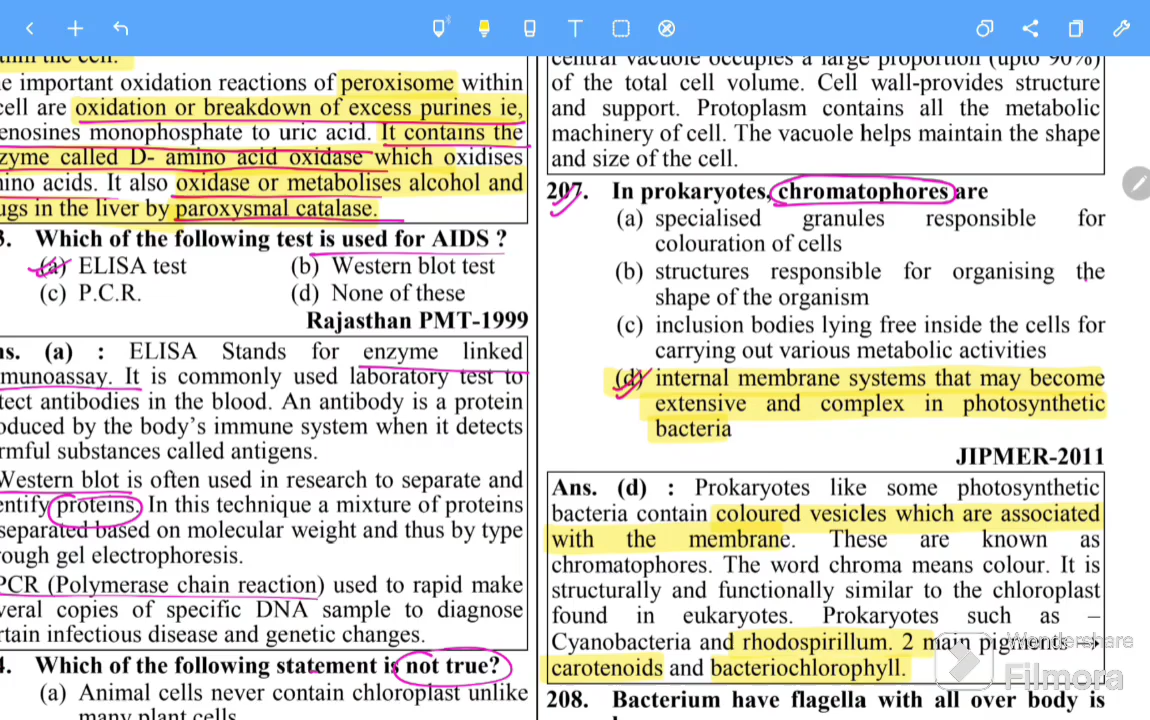 e important oxidation reactions of peroxisome within
cell are oxidation or breakdown of excess purines ie,
enosines monophosphate to uric acid. It contains the
zyme called D- amino acid oxidase which oxidises
ino acids. It also oxidase or metabolises alcohol and
ugs in the liver by paroxysmal catalase.
3. Which of the following test is used for AIDS ?
(a) ELISA test (b) Western blot test
(c) P.C.R. (d) None of these
Rajasthan PMT-1999
ns. (a) : ELISA Stands for enzyme linked
munoassay. It is commonly used laboratory test to
tect antibodies in the blood. An antibody is a protein
oduced by the body's immune system when it detects
rmful substances called antigens.
Western blot is often used in research to separate and
entify proteins. In this technique a mixture of proteins
separated based on molecular weight and thus by type
ough gel electrophoresis.
PCR (Polymerase chain reaction) used to rapid make
veral copies of specific DNA sample to diagnose
rtain infectious disease and genetic changes.
4. Which of the following statement is not true?
(a) Animal cells never contain chloroplast unlike
many plant cells
central vacuole occupies a large proportion (upto 90%)
of the total cell volume. Cell wall-provides structure
and support. Protoplasm contains all the metabolic
machinery of cell. The vacuole helps maintain the shape
and size of the cell.
207. In prokaryotes, chromatophores are
(a) specialised granules responsible for
colouration of cells
(b) structures responsible for organising the
shape of the organism
(c) inclusion bodies lying free inside the cells for
carrying out various metabolic activities
(d) internal membrane systems that may become
extensive and complex in photosynthetic
bacteria
JIPMER-2011
Ans. (d) : Prokaryotes like some photosynthetic
bacteria contain coloured vesicles which are associated
with the membrane. These are known as
chromatophores. The word chroma means colour. It is
structurally and functionally similar to the chloroplast
found in eukaryotes. Prokaryotes such as –
Cyanobacteria and rhodospirillum. 2 main pigments →
carotenoids and bacteriochlorophyll.
Wondershare
Filmora
208. Bacterium have flagella with all over body is